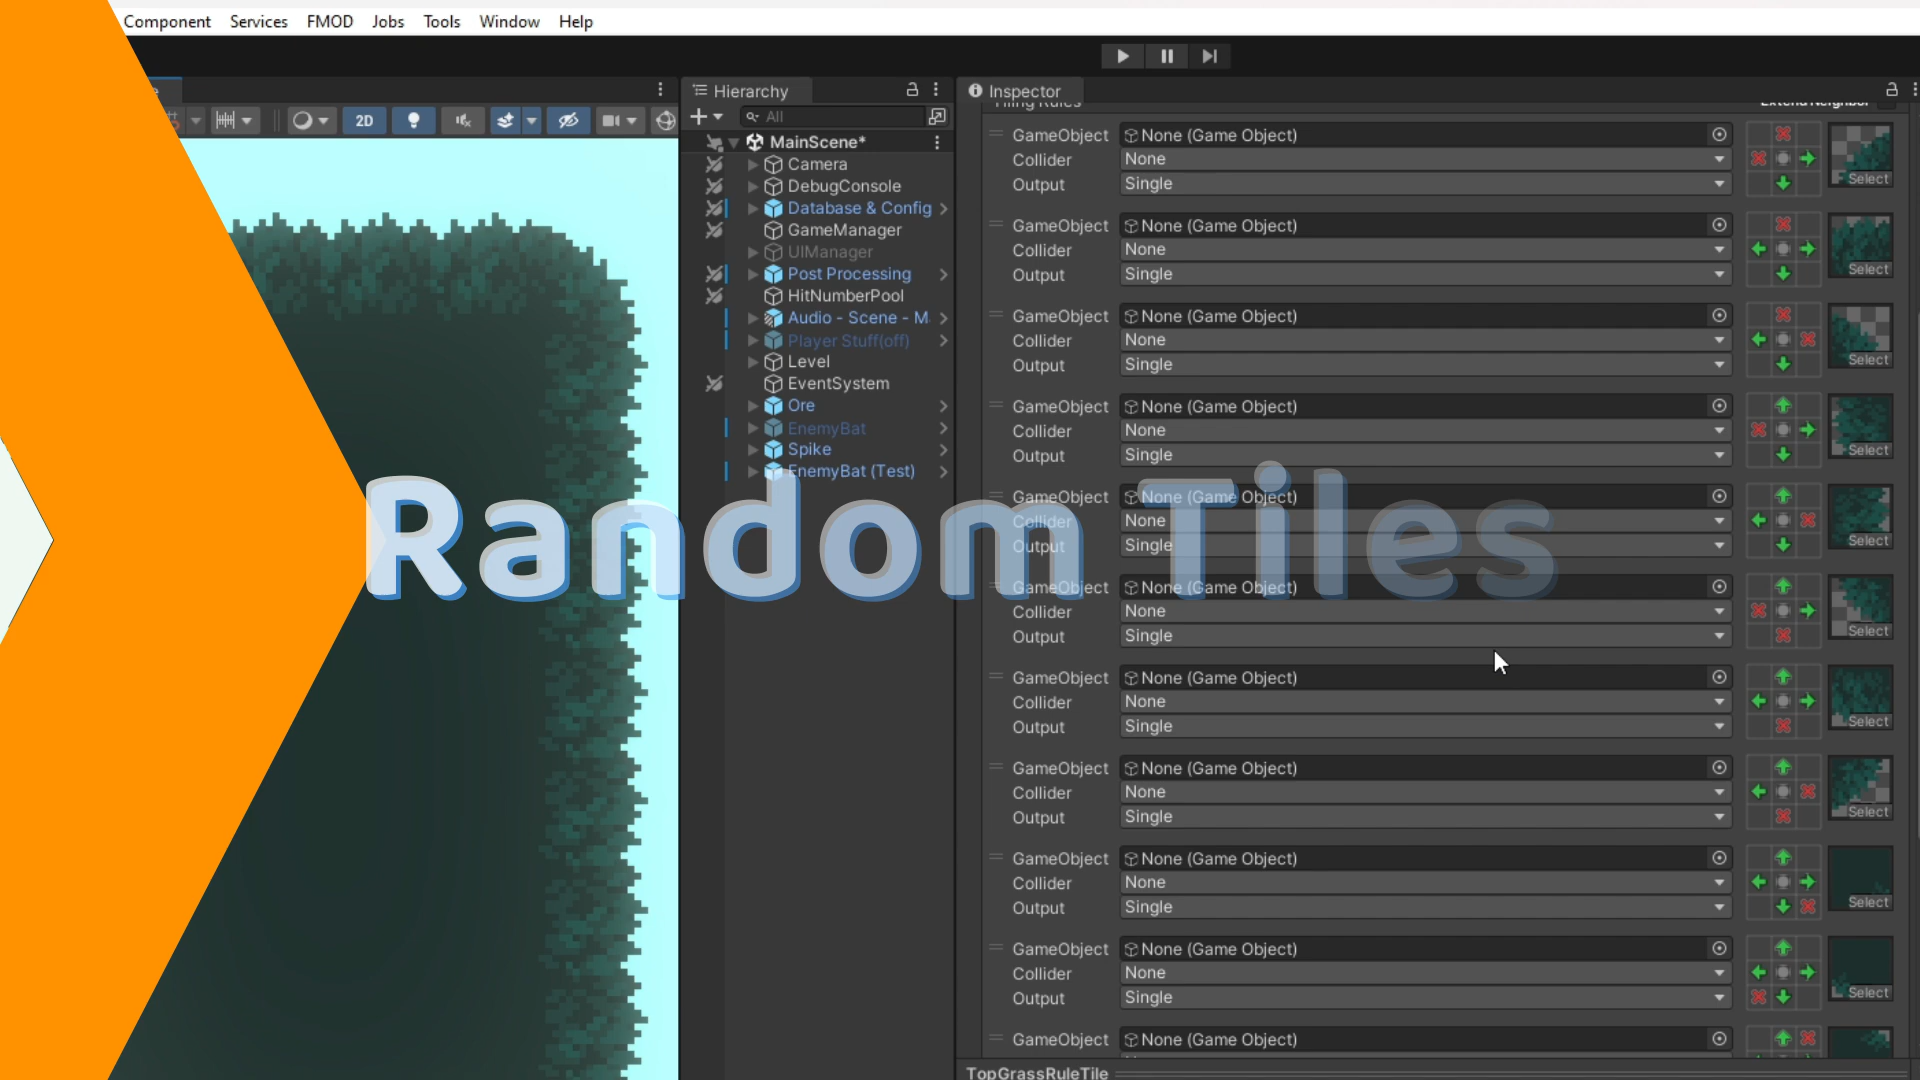 Component Services FMOD Jobs Tools Window Help
Hierarchy
Inspector
2D
All
Tiling Rules
Extend Neighbor
MainScene*
Camera
DebugConsole
Database & Config
GameManager
UIManager
Post Processing
HitNumberPool
Audio - Scene - M
Player Stuff(off)
Level
EventSystem
Ore
EnemyBat
Spike
EnemyBat (Test)
GameObject None (Game Object)
Collider None
Output Single
Select
GameObject None (Game Object)
Collider None
Output Single
Select
GameObject None (Game Object)
Collider None
Output Single
Select
GameObject None (Game Object)
Collider None
Output Single
Select
GameObject None (Game Object)
Collider None
Output Single
Select
Random Tiles
GameObject None (Game Object)
Collider None
Output Single
Select
GameObject None (Game Object)
Collider None
Output Single
Select
GameObject None (Game Object)
Collider None
Output Single
Select
GameObject None (Game Object)
Collider None
Output Single
Select
GameObject None (Game Object)
Collider None
Output Single
Select
GameObject None (Game Object)
TopGrassRuleTile